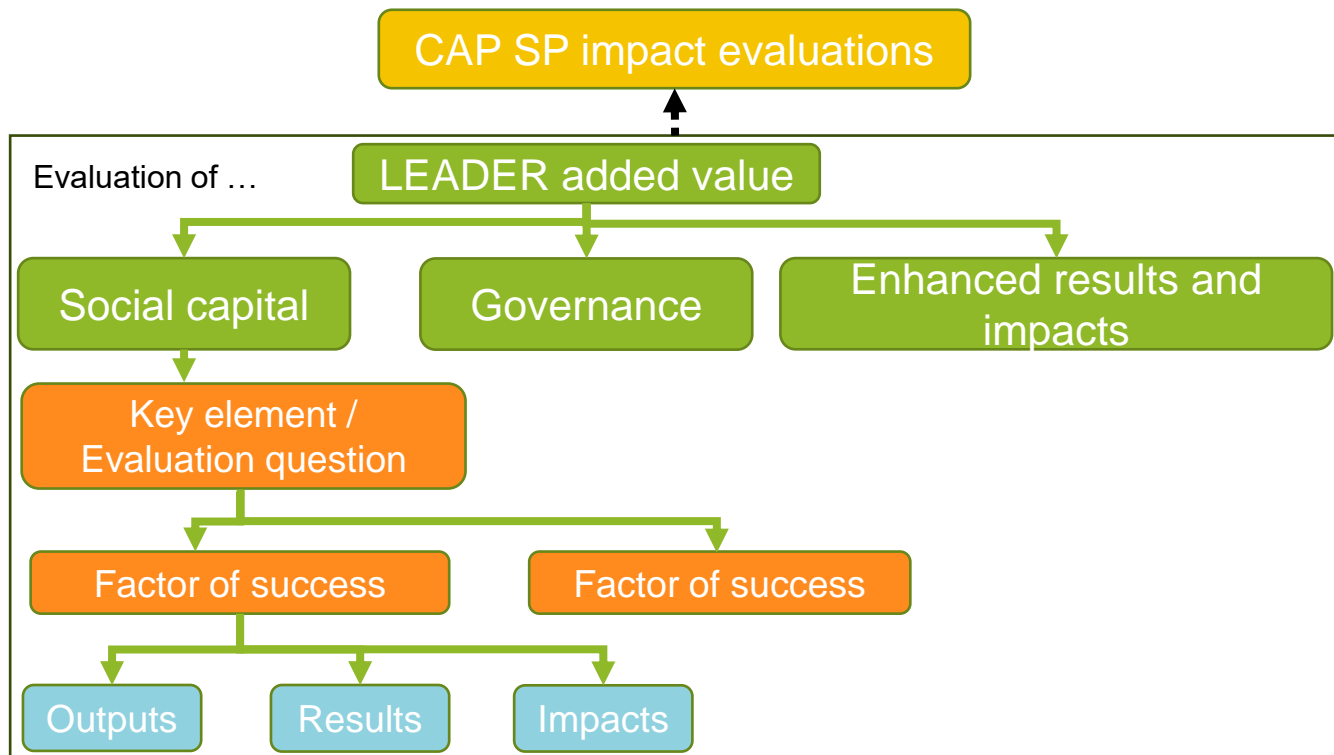 CAP SP impact evaluations
Evaluation of …
LEADER added value
Social capital
Governance
Enhanced results and
impacts
Key element /
Evaluation question
Factor of success
Factor of success
Outputs
Results
Impacts